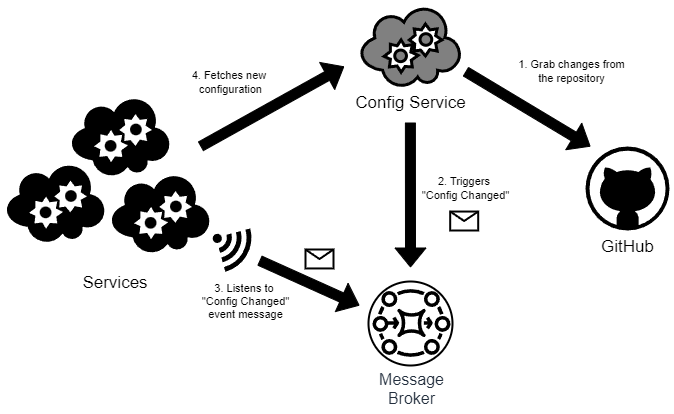 4. Fetches new
configuration
1. Grab changes from
the repository
Config Service
2. Triggers
"Config Changed"
GitHub
Services
3. Listens to
"Config Changed"
event message
Message
Broker